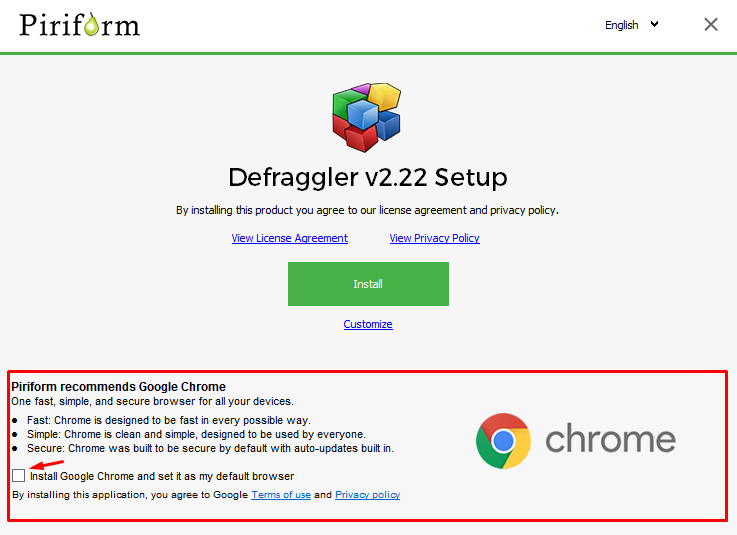 Piriform
English
Defraggler v2.22 Setup
By installing this product you agree to our license agreement and privacy policy.
View License Agreement View Privacy Policy
Install
Customize
Piriform recommends Google Chrome
One fast, simple, and secure browser for all your devices.
● Fast: Chrome is designed to be fast in every possible way.
● Simple: Chrome is clean and simple, designed to be used by everyone.
● Secure: Chrome was built to be secure by default with auto-updates built in.
chrome
Install Google Chrome and set it as my default browser
By installing this application, you agree to Google Terms of use and Privacy policy